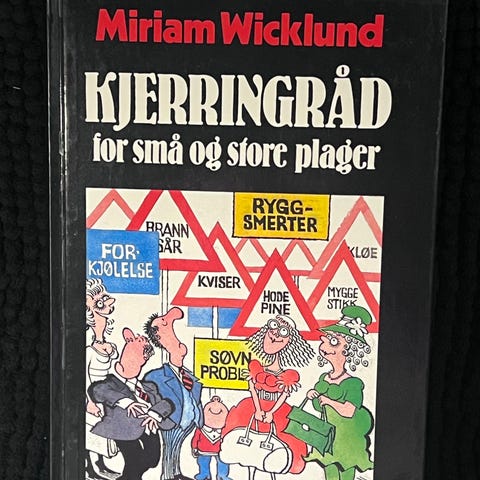 Miriam Wicklund
KJERRINGRÅD
for små og store plager
RYGG-
SMERTER
BRANN
SÅR
KLØE
FOR-
KJØLELSE
KVISER
HODE
PINE
MYGG
STIKK
SØVN
PROBL